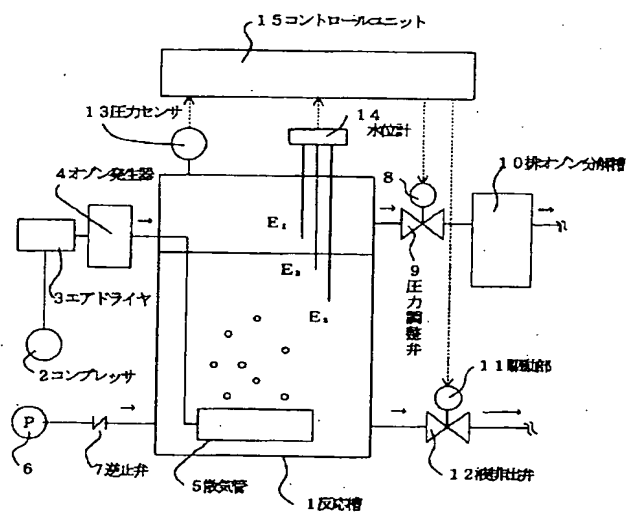 15コントロールユニット
13圧力センサ
14
水位計
4オゾン発生器
8
10排オゾン分解槽
E₁
E₂
E₃
9圧力調整弁
3エアドライヤ
2コンプレッサ
11駆動部
P
6
7逆止弁
5散気管
12液排出弁
1反応槽